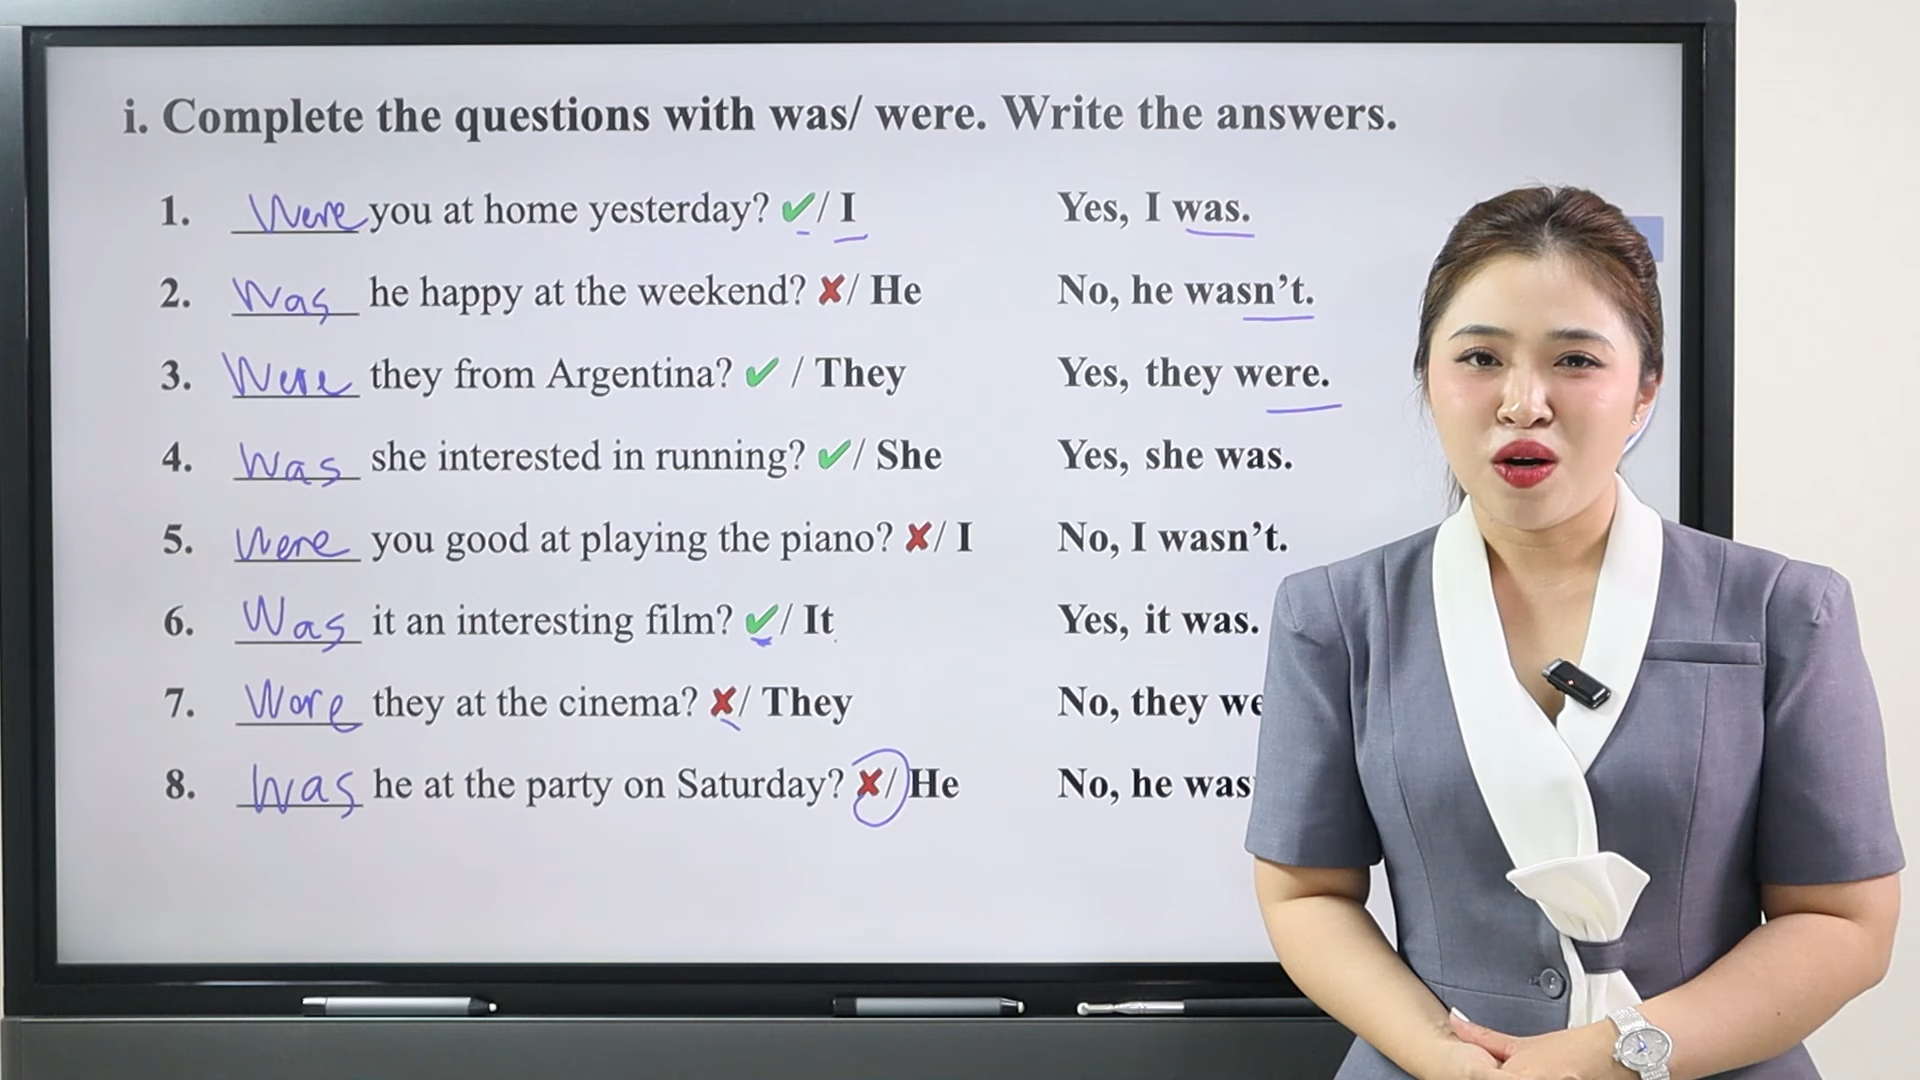 i. Complete the questions with was/ were. Write the answers.
1. Were you at home yesterday? ✔/ I Yes, I was.
2. Was he happy at the weekend? ✘/ He No, he wasn't.
3. Were they from Argentina? ✔ / They Yes, they were.
4. Was she interested in running? ✔/ She Yes, she was.
5. Were you good at playing the piano? ✘/ I No, I wasn't.
6. Was it an interesting film? ✔/ It Yes, it was.
7. Were they at the cinema? ✘/ They No, they we
8. Was he at the party on Saturday? ✘/ He No, he was